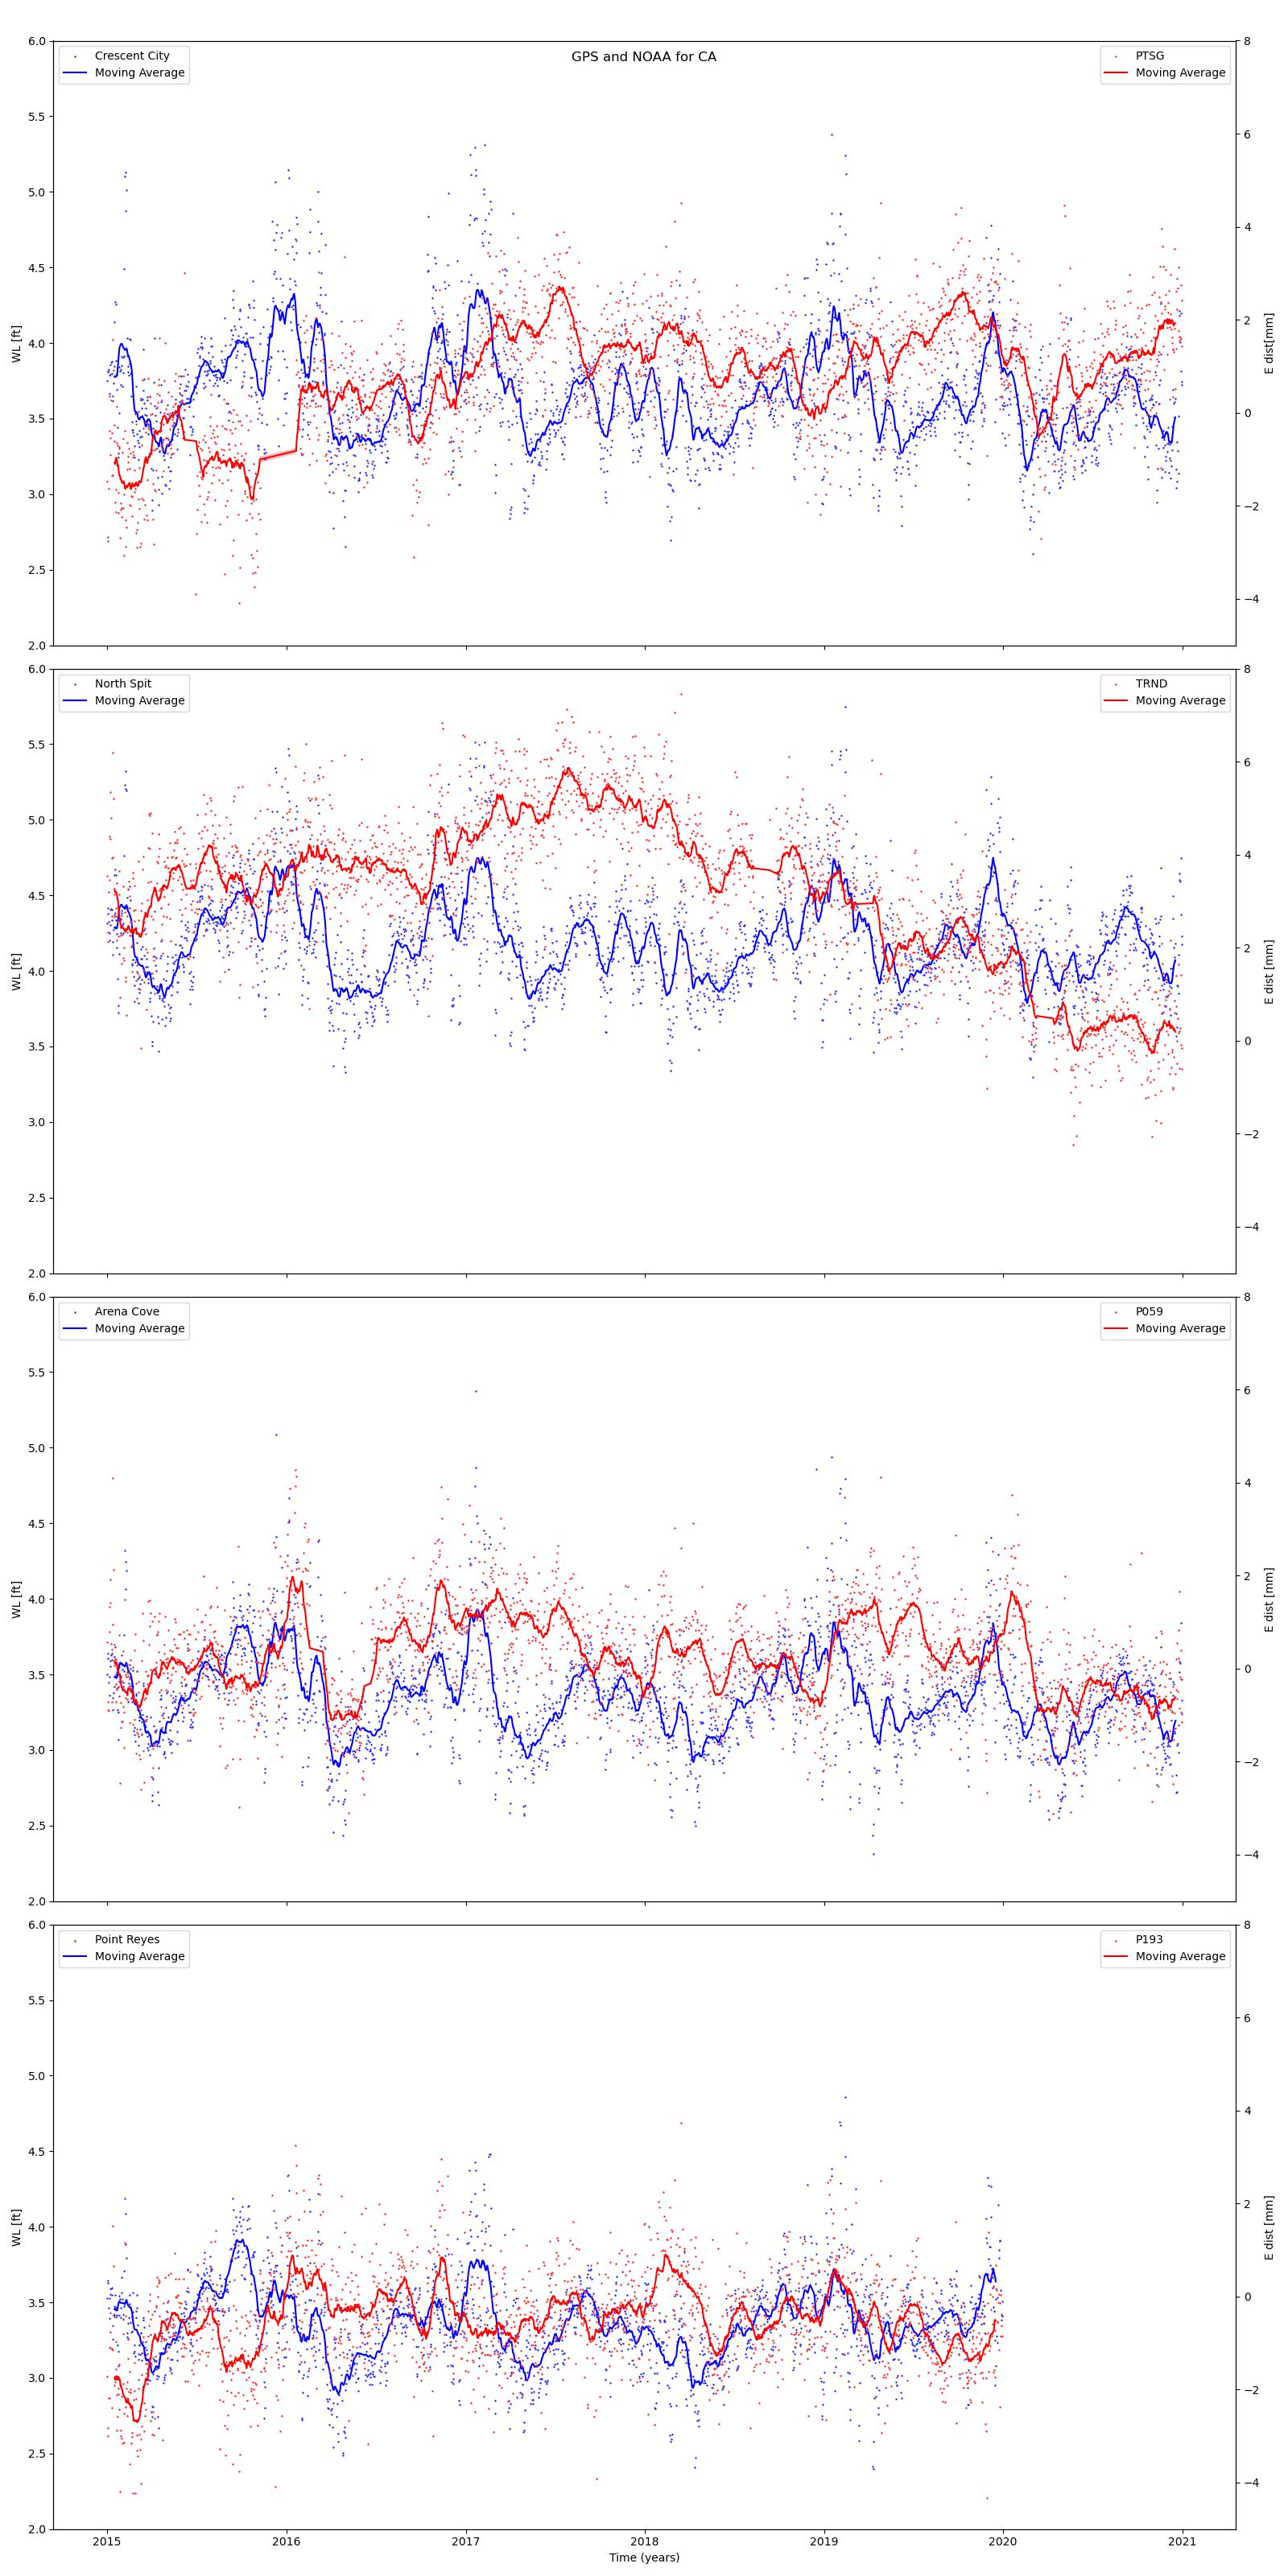 GPS and NOAA for CA
Crescent City
Moving Average
PTSG
Moving Average
6.0
5.5
5.0
4.5
4.0
3.5
3.0
2.5
2.0
WL [ft]
8
6
4
2
0
−2
−4
E dist[mm]
North Spit
Moving Average
TRND
Moving Average
6.0
5.5
5.0
4.5
4.0
3.5
3.0
2.5
2.0
WL [ft]
8
6
4
2
0
−2
−4
E dist [mm]
Arena Cove
Moving Average
P059
Moving Average
6.0
5.5
5.0
4.5
4.0
3.5
3.0
2.5
2.0
WL [ft]
8
6
4
2
0
−2
−4
E dist [mm]
Point Reyes
Moving Average
P193
Moving Average
6.0
5.5
5.0
4.5
4.0
3.5
3.0
2.5
2.0
WL [ft]
8
6
4
2
0
−2
−4
E dist [mm]
2015 2016 2017 2018 2019 2020 2021
Time (years)